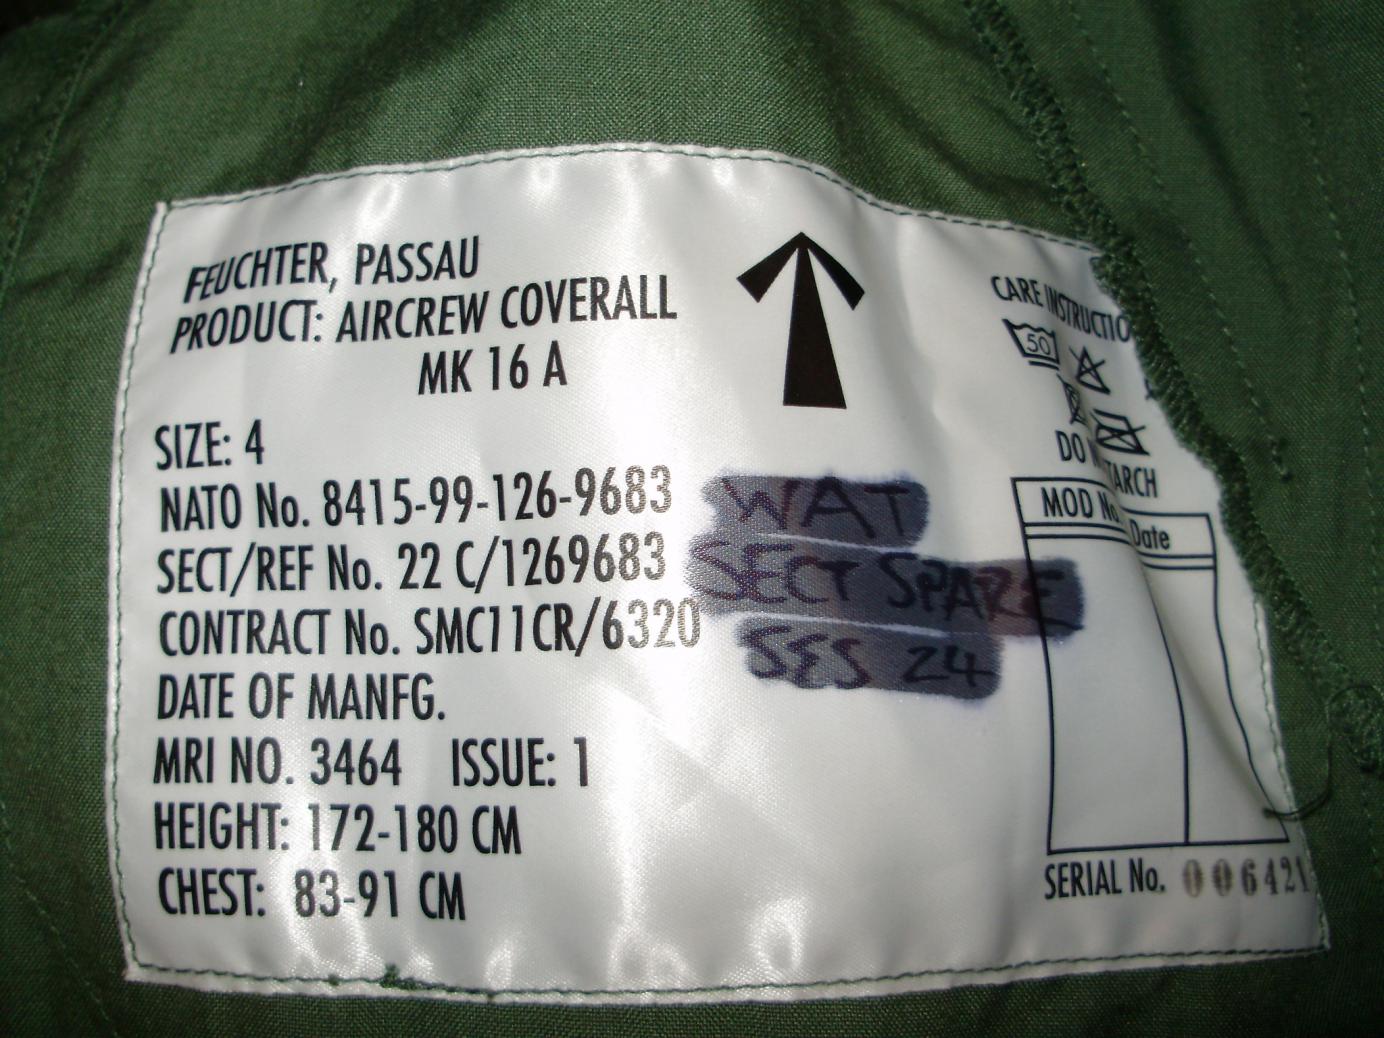 FEUCHTER, PASSAU
PRODUCT: AIRCREW COVERALL
MK 16 A
SIZE: 4
NATO No. 8415-99-126-9683
SECT/REF No. 22 C/1269683
CONTRACT No. SMC11CR/6320
DATE OF MANFG.
MRI NO. 3464 ISSUE: 1
HEIGHT: 172-180 CM
CHEST: 83-91 CM
WAT
SECT SPARE
SES 24
CARE INSTRUCTIO
50
DO
TARCH
MOD No. Date
SERIAL No. 006421